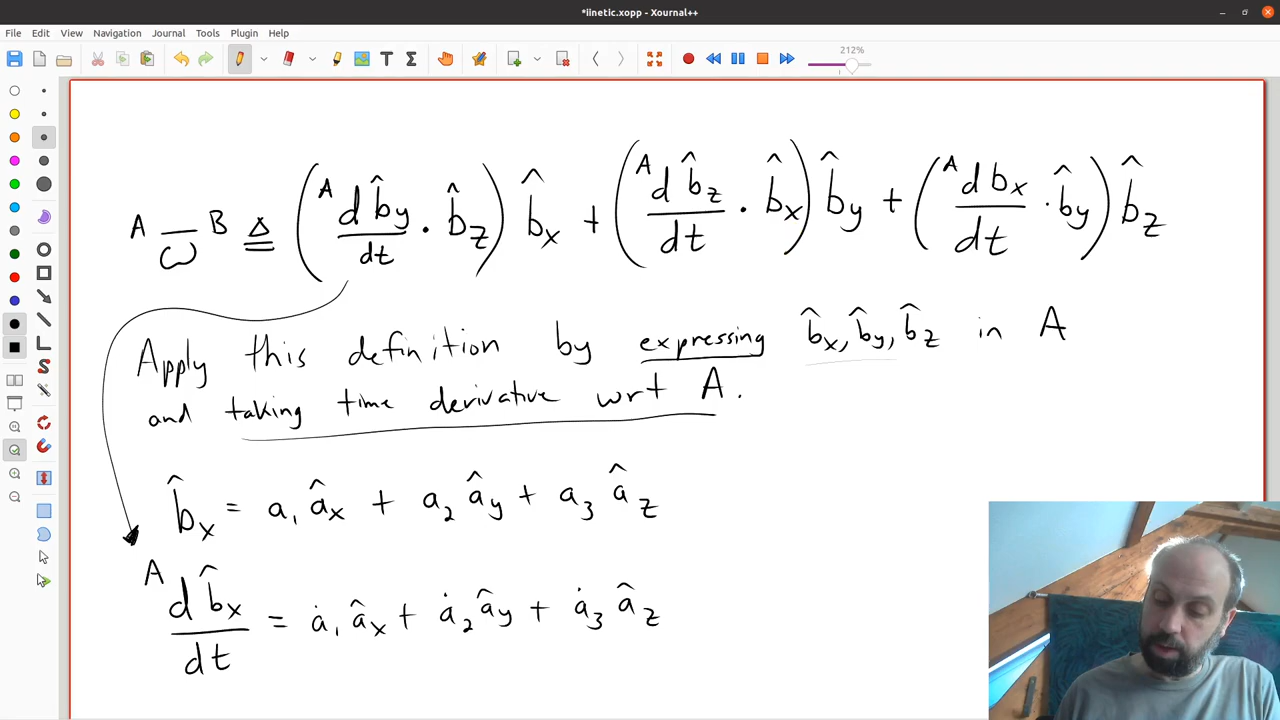 *iinetic.xopp - Xournal++
File Edit View Navigation Journal Tools Plugin Help
212%
ᴬω̄ᴮ ≜ (ᴬd b̂y/dt · b̂z) b̂x + (ᴬd b̂z/dt · b̂x) b̂y + (ᴬd bx/dt · b̂y) b̂z
Apply this definition by expressing b̂x, b̂y, b̂z in A
and taking time derivative wrt A.
b̂x = a₁ âx + a₂ ây + a₃ âz
ᴬd b̂x/dt = ȧ₁ âx + ȧ₂ ây + ȧ₃ âz